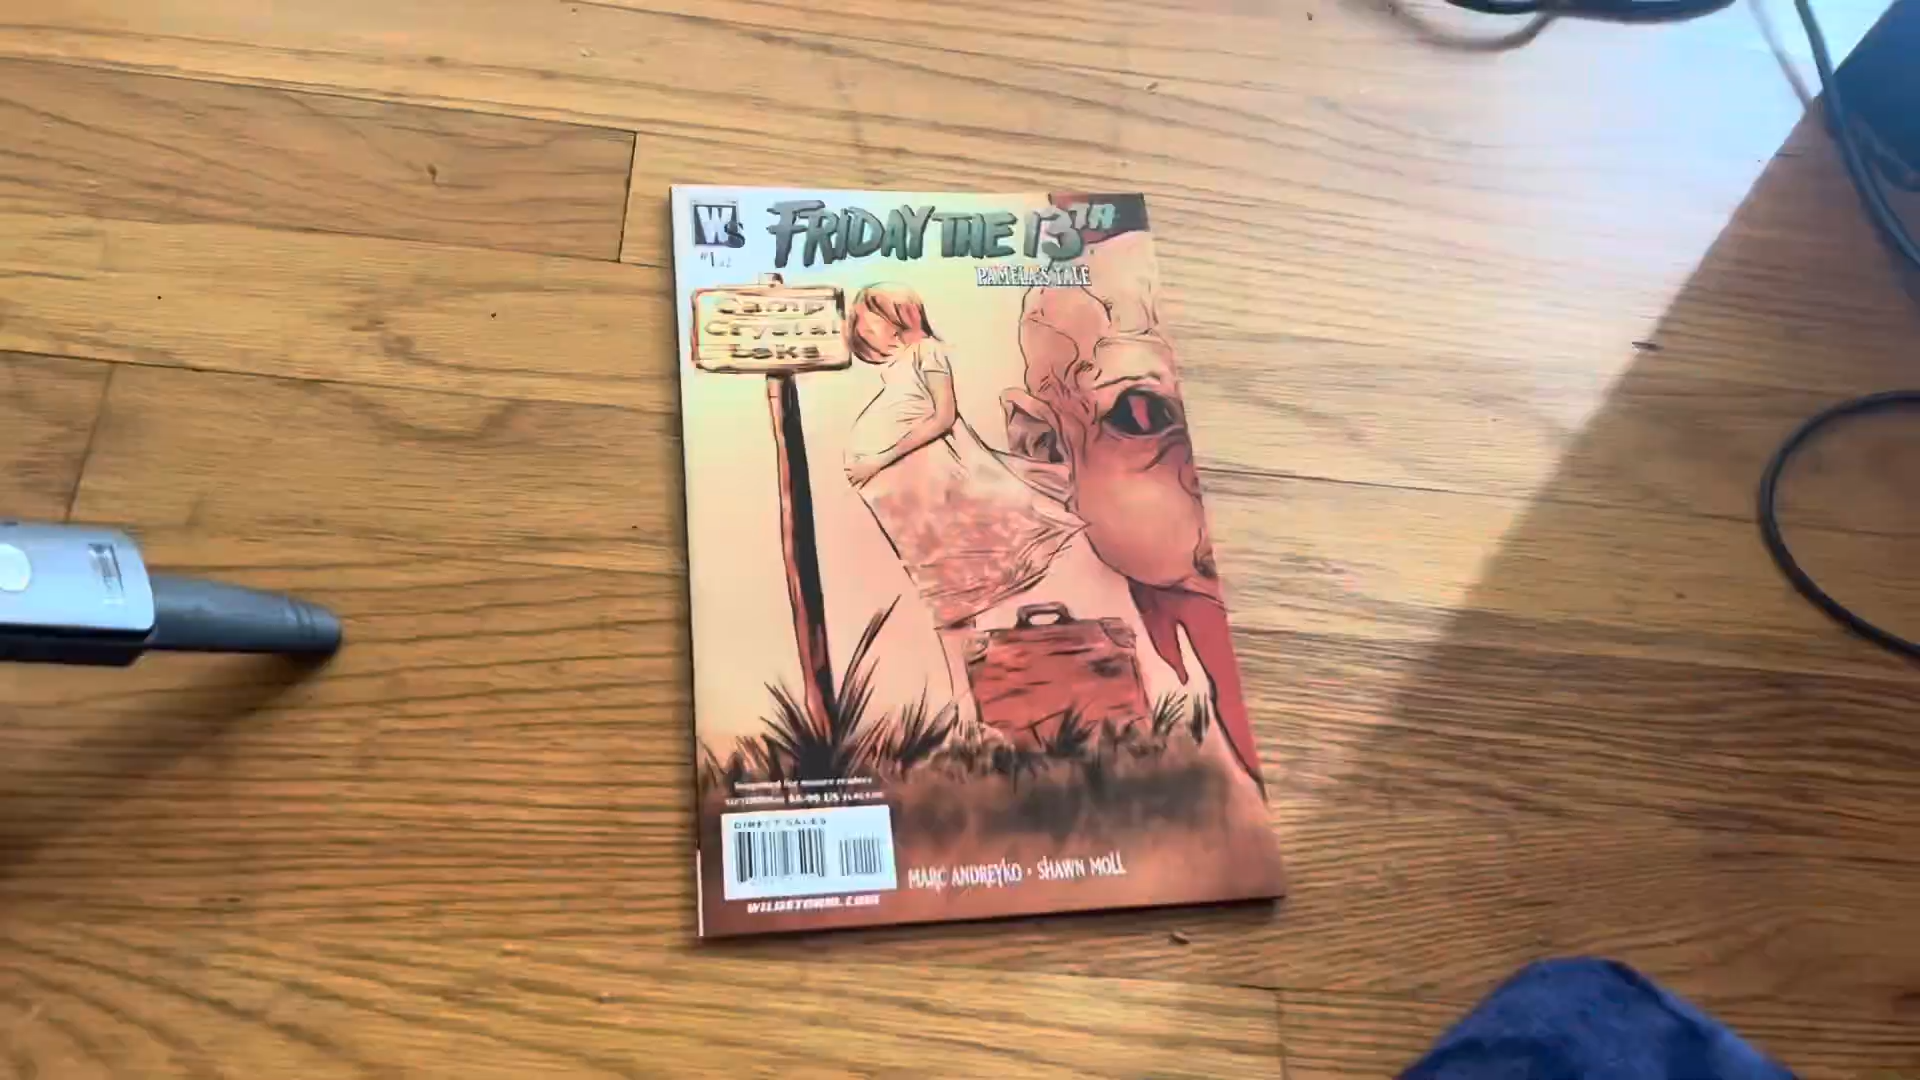 WS
FRIDAY THE 13TH
#1
PAMELA'S TALE
Camp
Crystal
Lake
for mature readers
US
DIRECT SALES
MARC ANDREYKO • SHAWN MOLL
WILDSTORM.COM